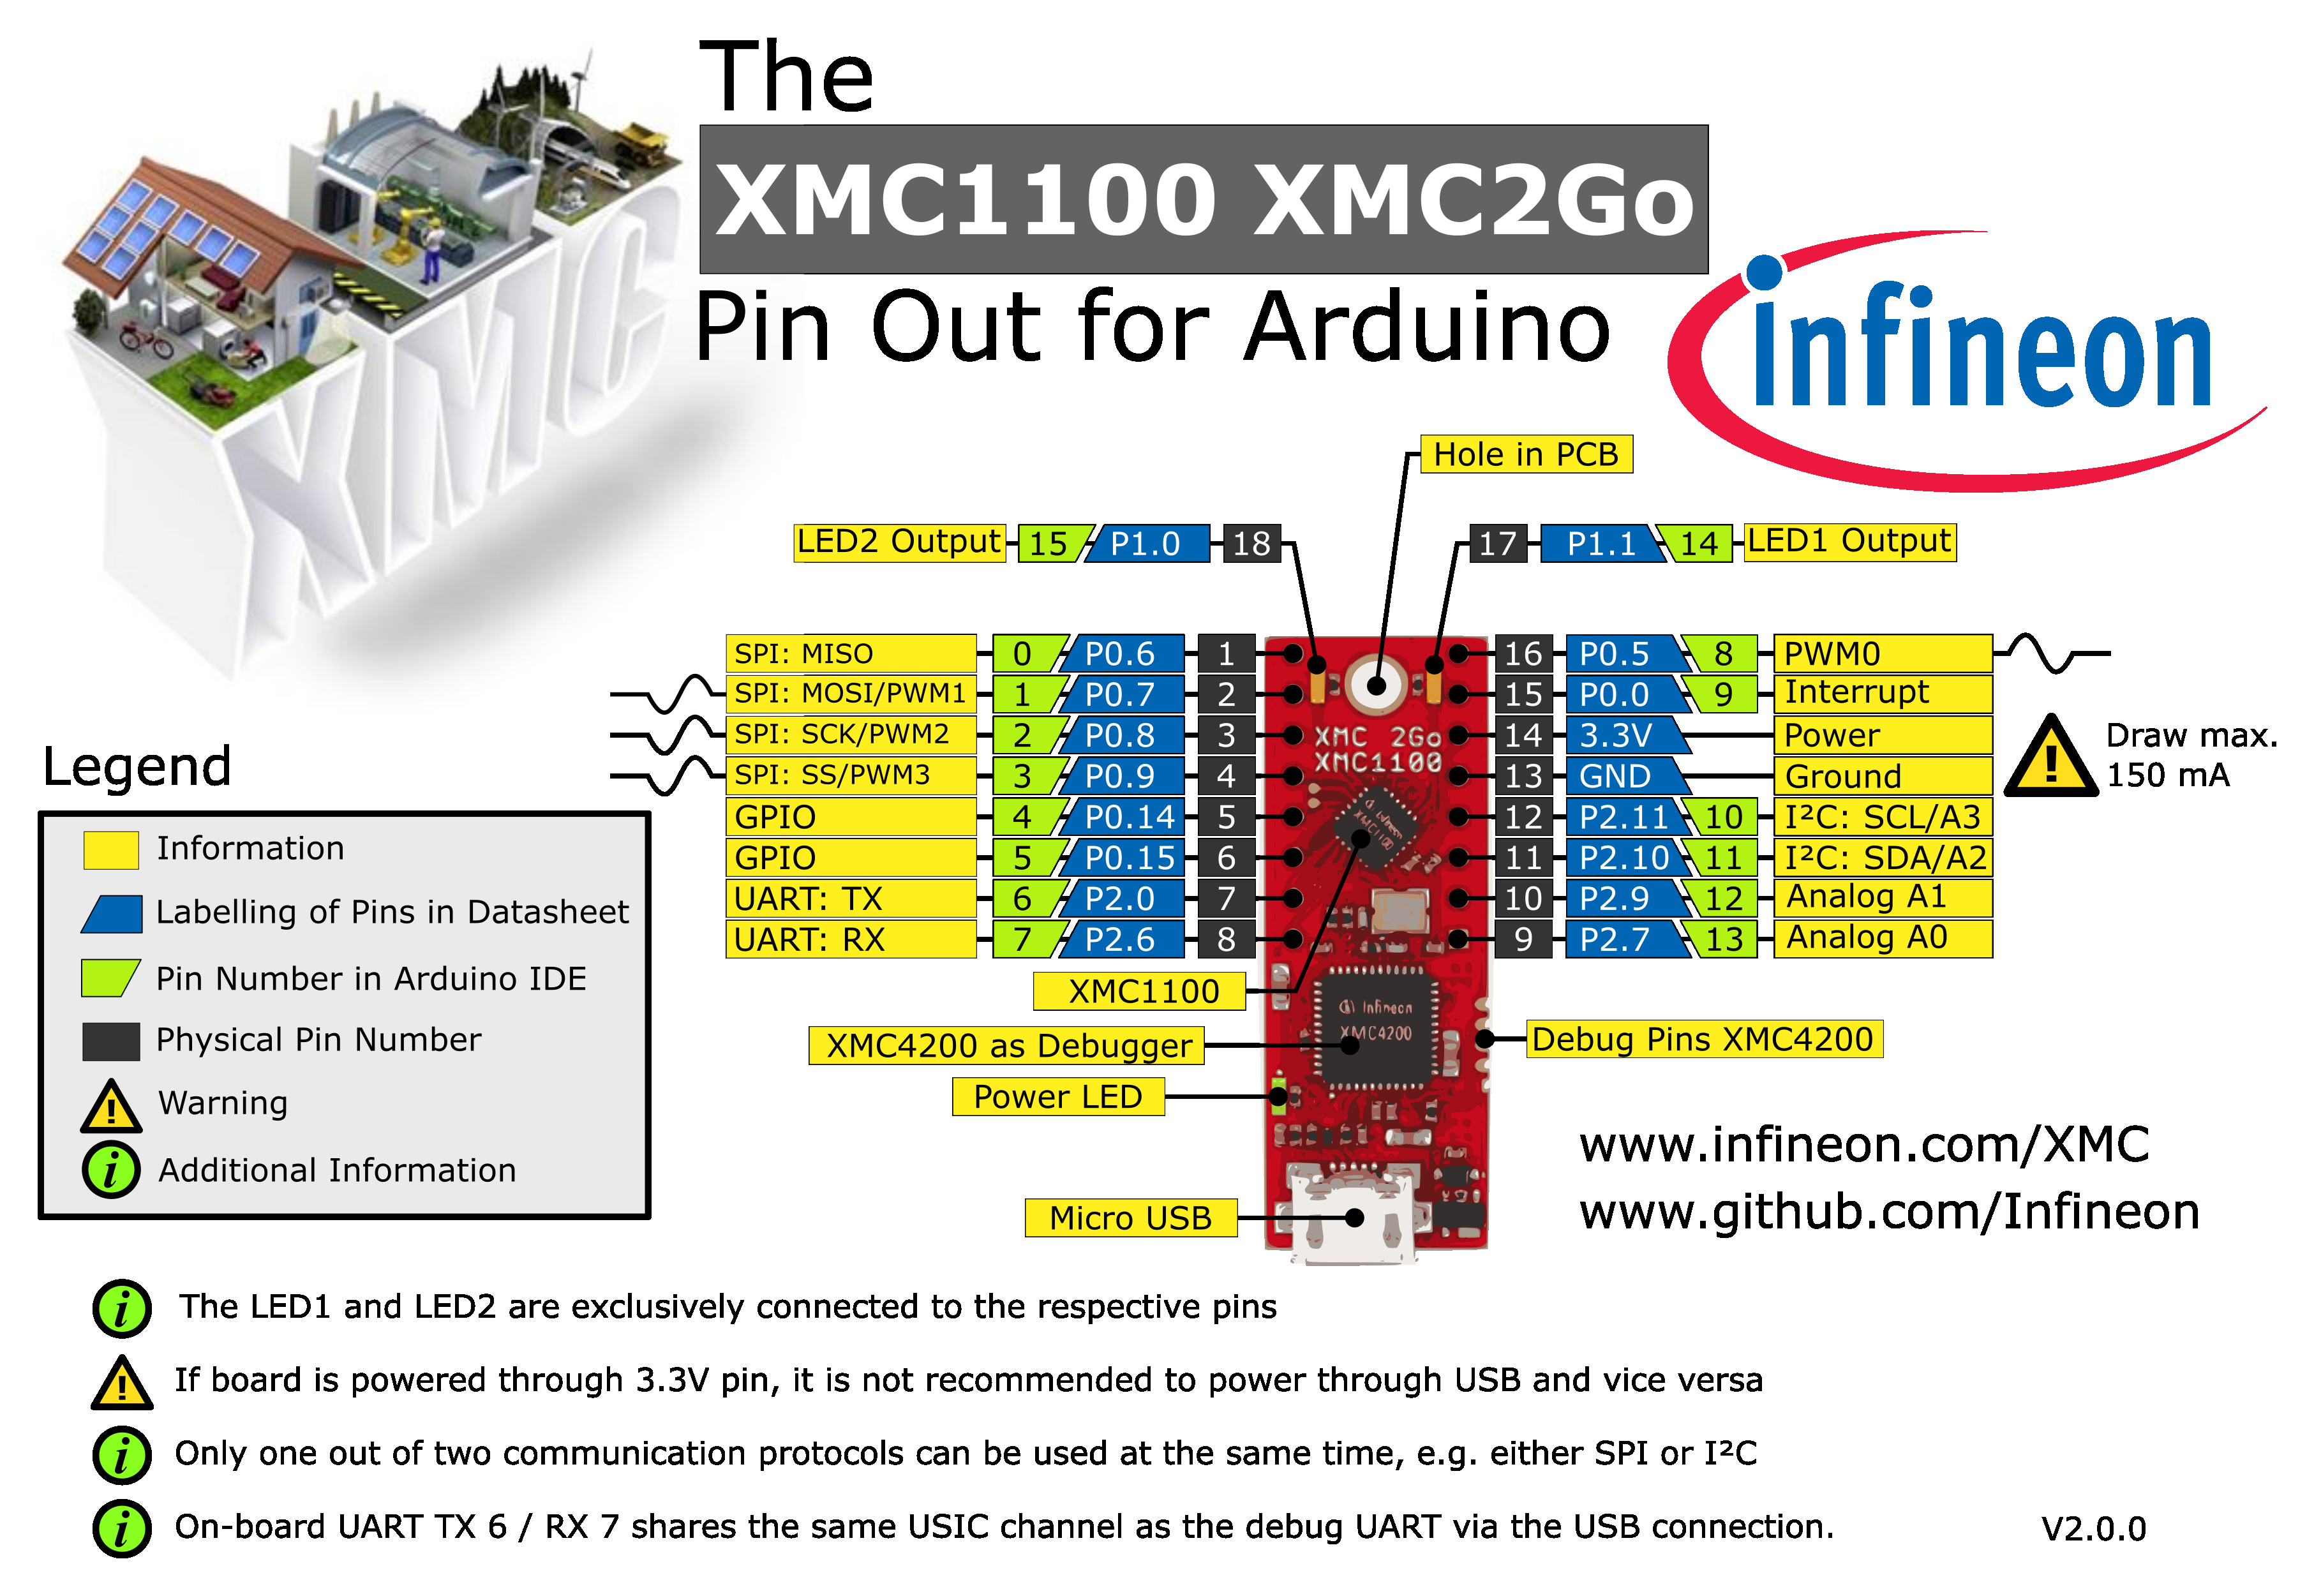 The
XMC1100 XMC2Go
Pin Out for Arduino
XMC
infineon
Hole in PCB
LED2 Output 15 P1.0 18
17 P1.1 14 LED1 Output
SPI: MISO 0 P0.6 1
16 P0.5 8 PWM0
SPI: MOSI/PWM1 1 P0.7 2
15 P0.0 9 Interrupt
SPI: SCK/PWM2 2 P0.8 3
14 3.3V Power
SPI: SS/PWM3 3 P0.9 4
13 GND Ground
GPIO 4 P0.14 5
12 P2.11 10 I²C: SCL/A3
GPIO 5 P0.15 6
11 P2.10 11 I²C: SDA/A2
UART: TX 6 P2.0 7
10 P2.9 12 Analog A1
UART: RX 7 P2.6 8
9 P2.7 13 Analog A0
Draw max.
150 mA
XMC 2Go
XMC1100
Infineon
XMC1100
XMC1100
Infineon
XMC4200
XMC4200 as Debugger
Debug Pins XMC4200
Power LED
Micro USB
Legend
Information
Labelling of Pins in Datasheet
Pin Number in Arduino IDE
Physical Pin Number
! Warning
i Additional Information
www.infineon.com/XMC
www.github.com/Infineon
i The LED1 and LED2 are exclusively connected to the respective pins
! If board is powered through 3.3V pin, it is not recommended to power through USB and vice versa
i Only one out of two communication protocols can be used at the same time, e.g. either SPI or I²C
i On-board UART TX 6 / RX 7 shares the same USIC channel as the debug UART via the USB connection.
V2.0.0